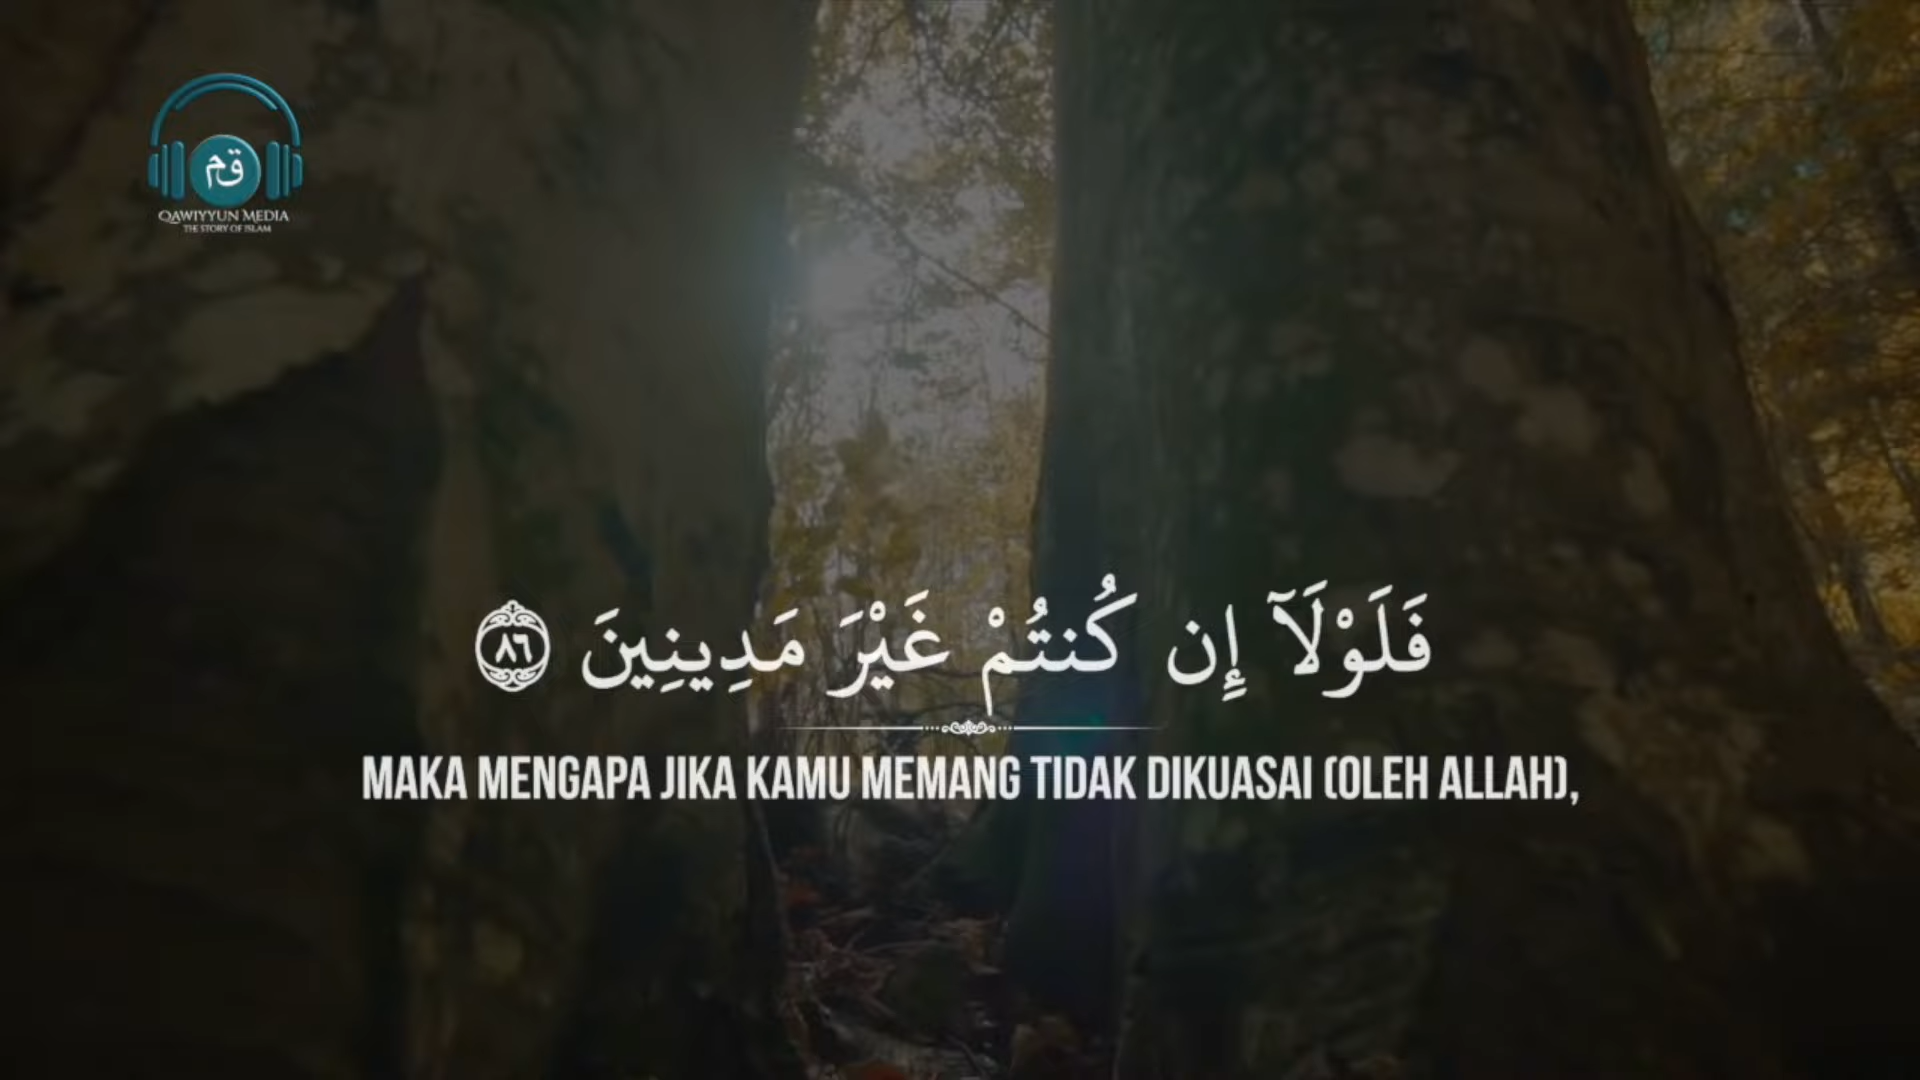 قم
QAWIYYUN MEDIA
THE STORY OF ISLAM
فَلَوْلَآ إِن كُنتُمْ غَيْرَ مَدِينِينَ ٨٦
MAKA MENGAPA JIKA KAMU MEMANG TIDAK DIKUASAI (OLEH ALLAH),